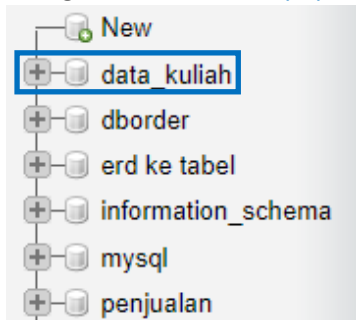 New
data_kuliah
dborder
erd ke tabel
information_schema
mysql
penjualan